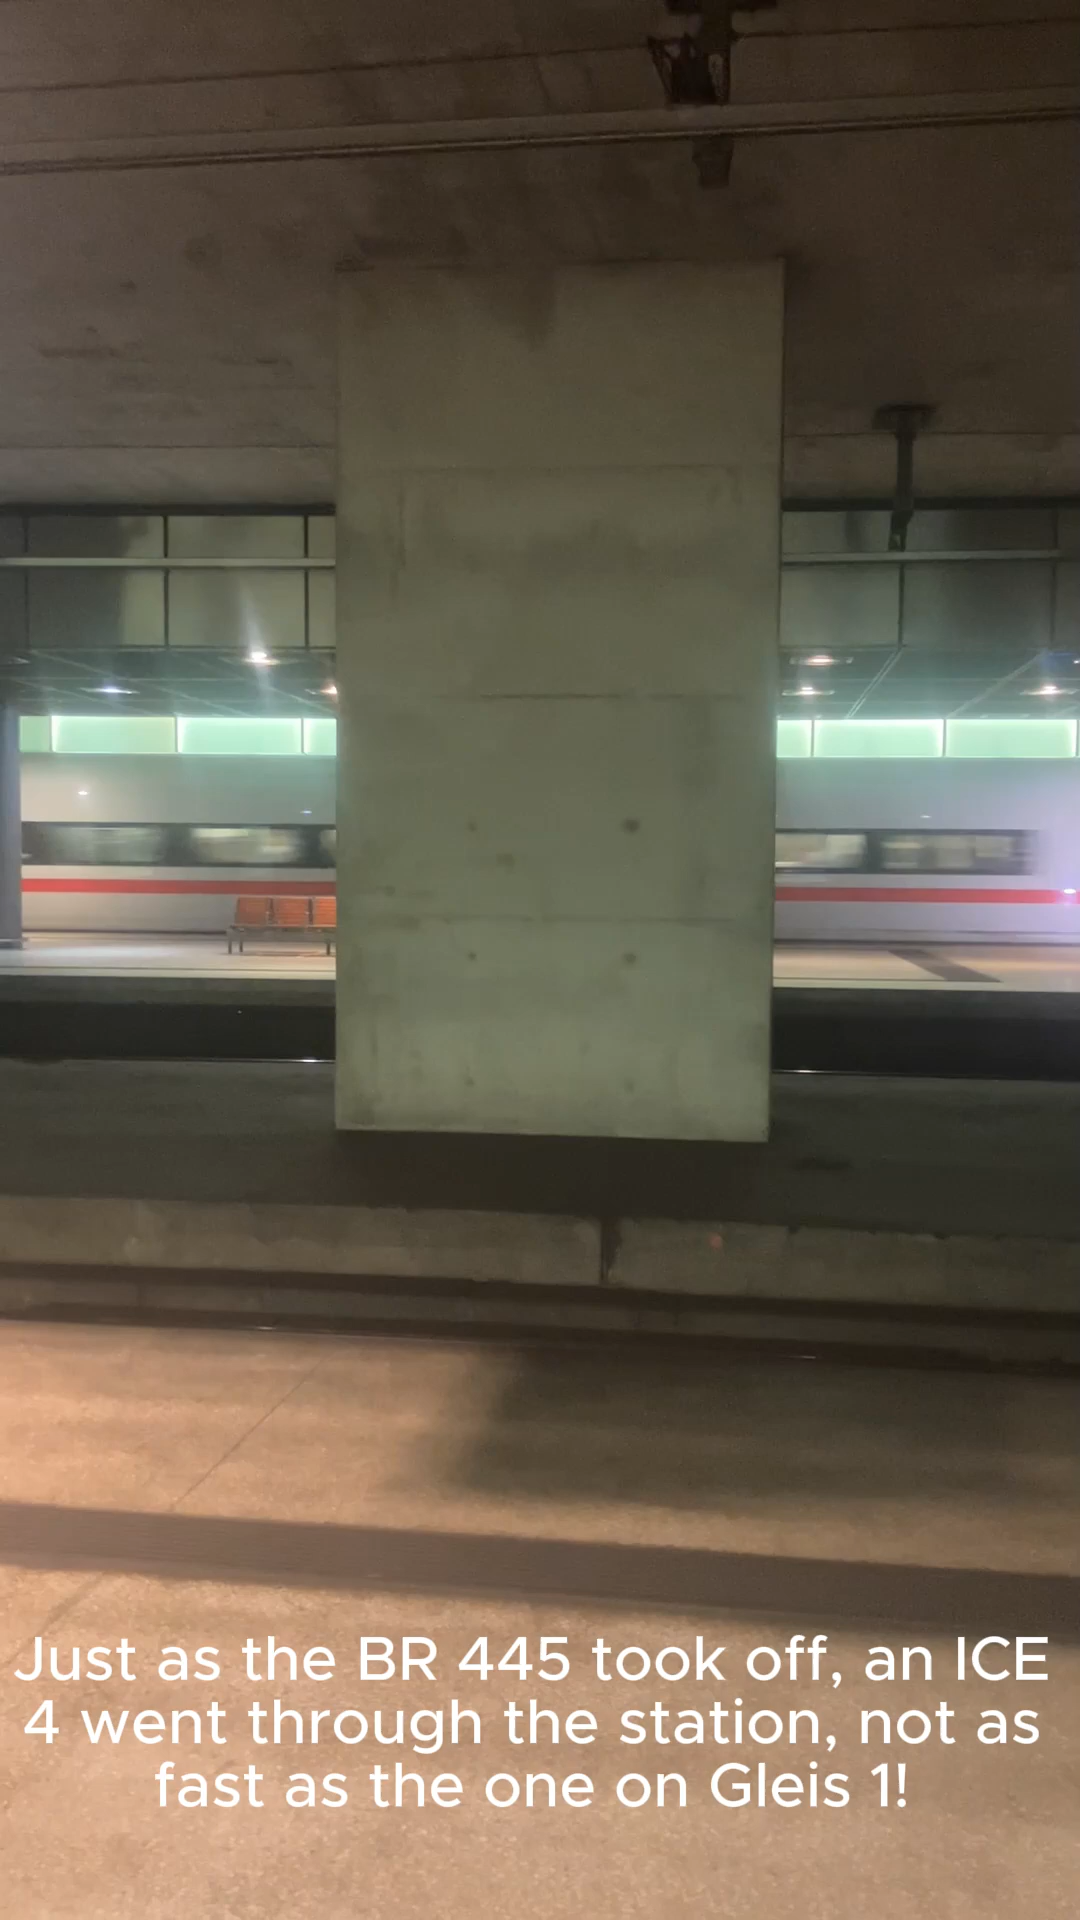 Just as the BR 445 took off, an ICE
4 went through the station, not as
fast as the one on Gleis 1!